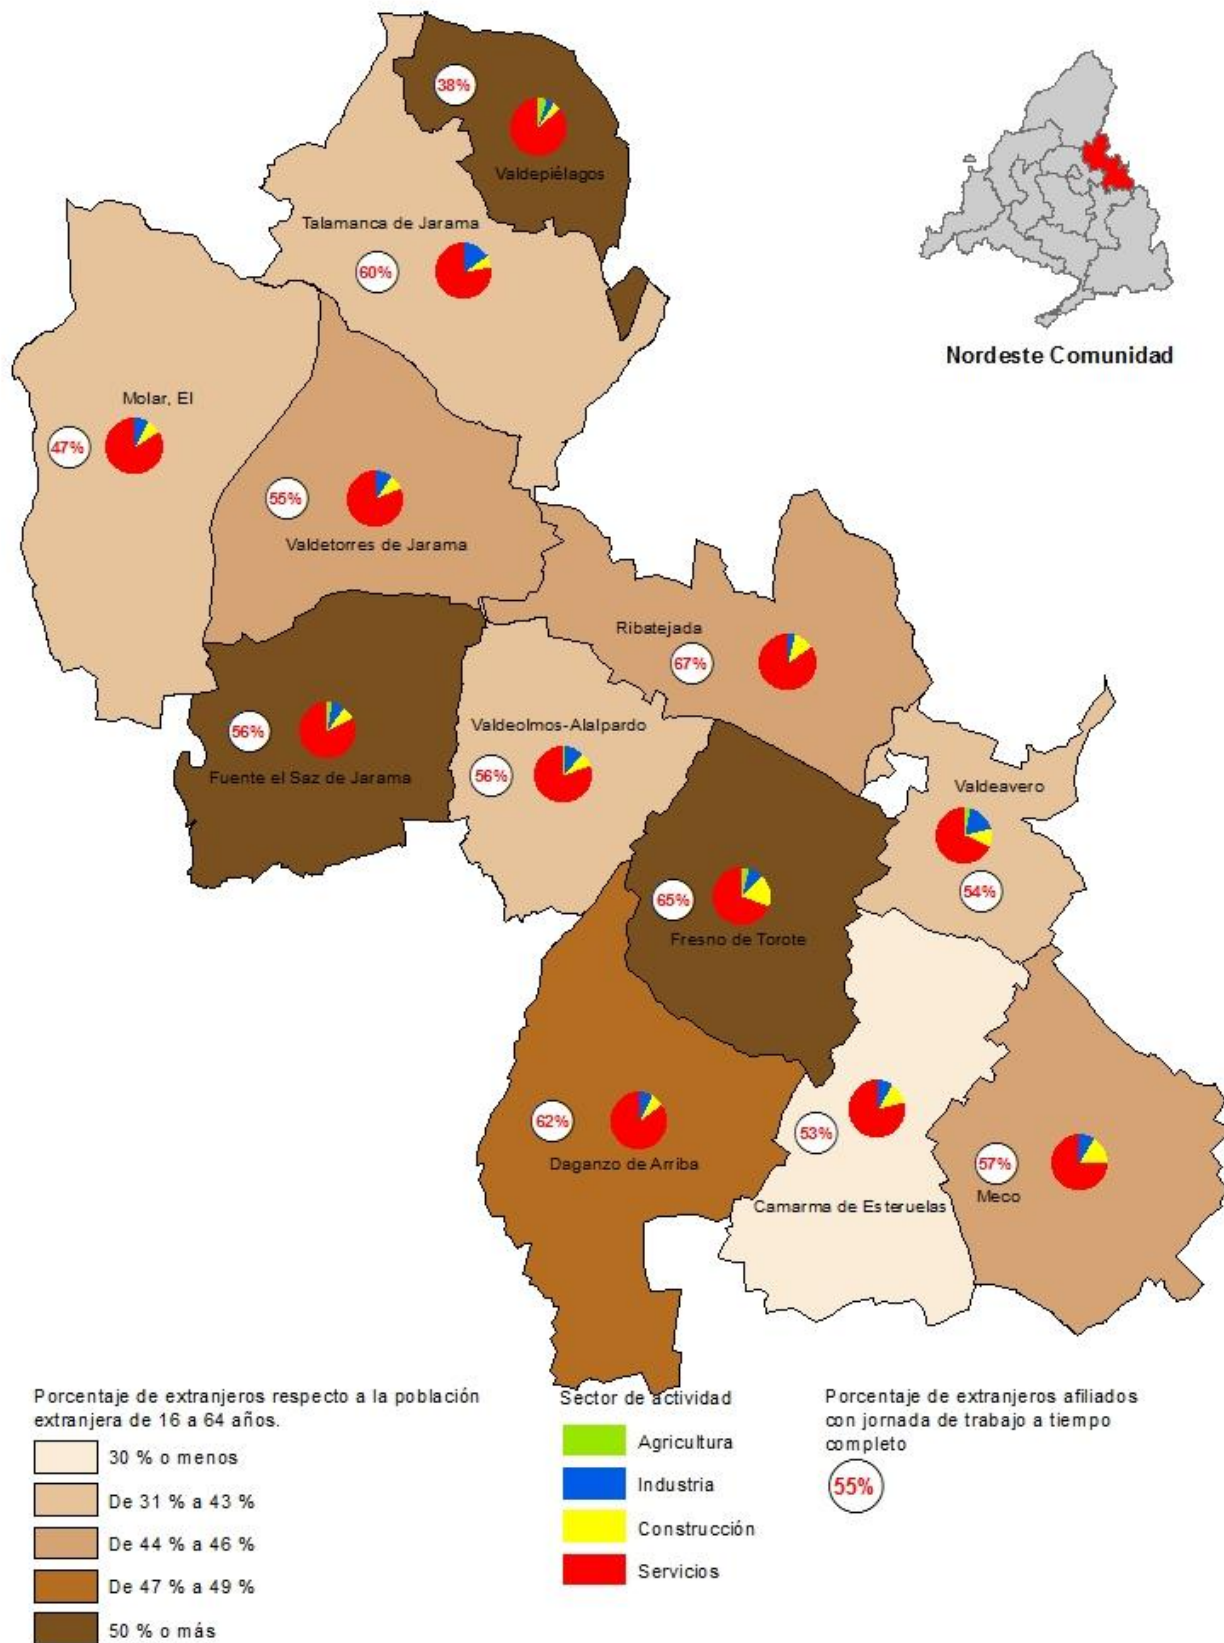 38%
Valdepiélagos
Talamanca de Jarama
60%
Nordeste Comunidad
Molar, El
47%
55%
Valdetorres de Jarama
Ribatejada
67%
Valdeolmos-Alalpardo
56%
Fuente el Saz de Jarama
56%
Valdeavero
54%
65%
Fresno de Torote
62%
Daganzo de Arriba
53%
Camarma de Esteruelas
57%
Meco
Porcentaje de extranjeros respecto a la población
extranjera de 16 a 64 años.
30 % o menos
De 31 % a 43 %
De 44 % a 46 %
De 47 % a 49 %
50 % o más
Sector de actividad
Agricultura
Industria
Construcción
Servicios
Porcentaje de extranjeros afiliados
con jornada de trabajo a tiempo
completo
55%